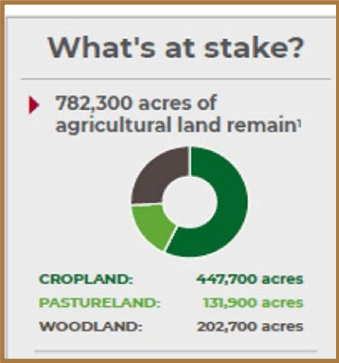 What's at stake?
782,300 acres of
agricultural land remain¹
CROPLAND: 447,700 acres
PASTURELAND: 131,900 acres
WOODLAND: 202,700 acres